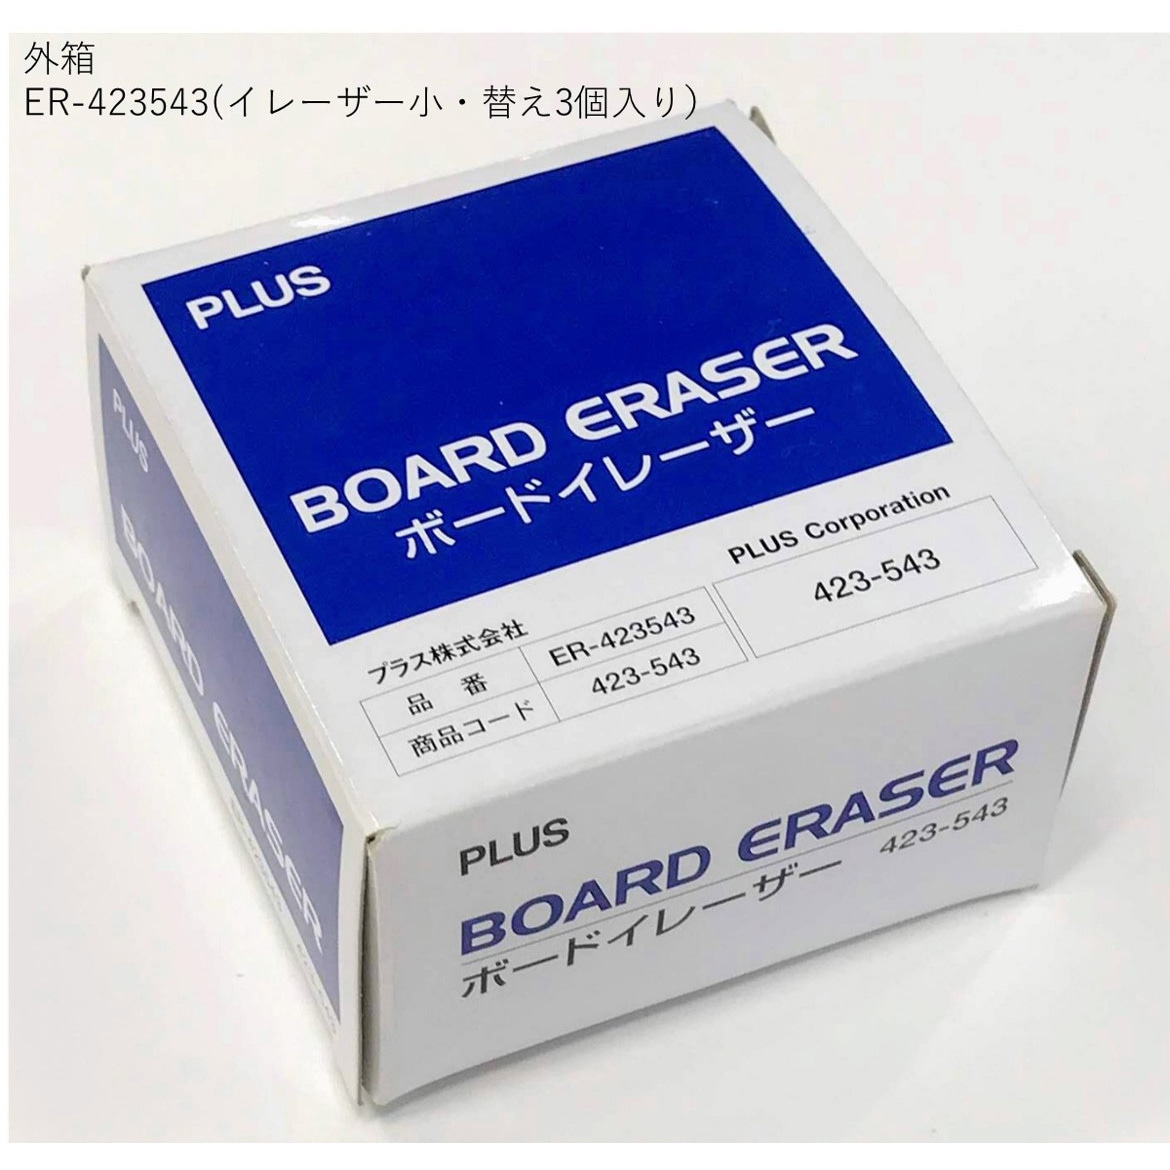 外箱
ER-423543(イレーザー小・替え3個入り)
PLUS
BOARD ERASER
ボードイレーザー
PLUS Corporation
423-543
プラス株式会社
品番 ER-423543
商品コード 423-543
PLUS
BOARD ERASER
ボードイレーザー 423-543
PLUS
BOARD ERASER